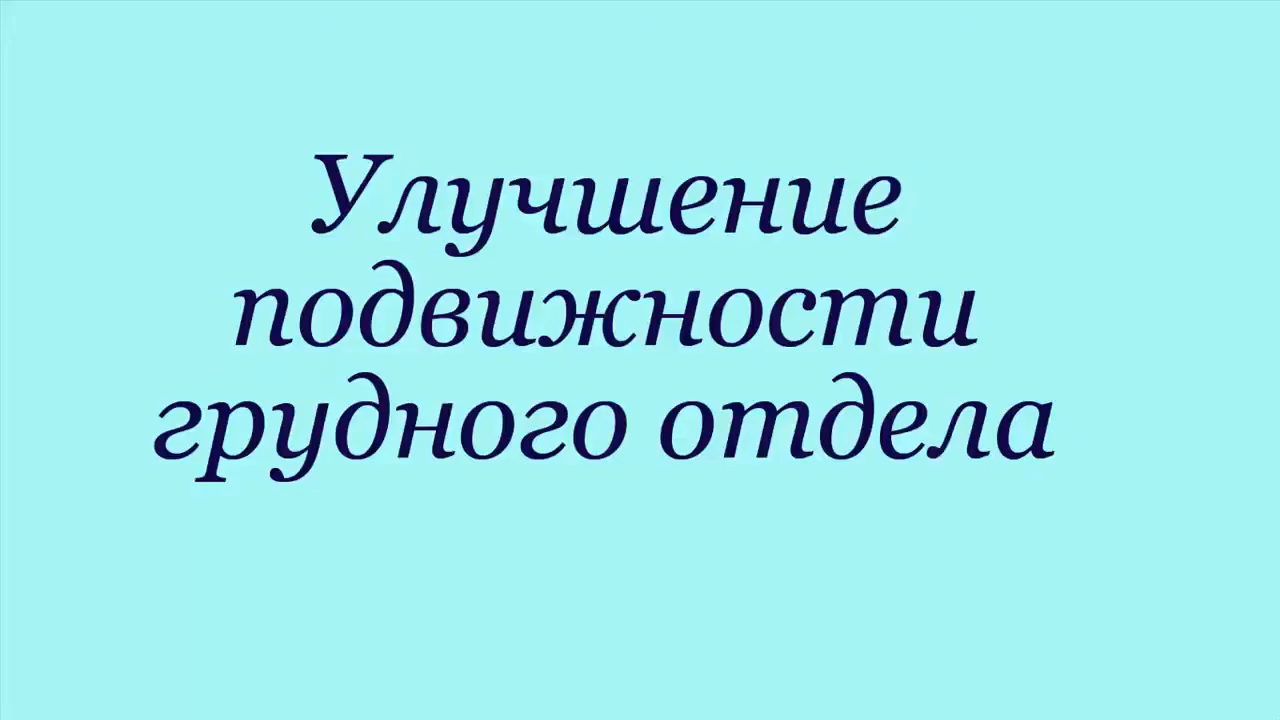 Улучшение
подвижности
грудного отдела